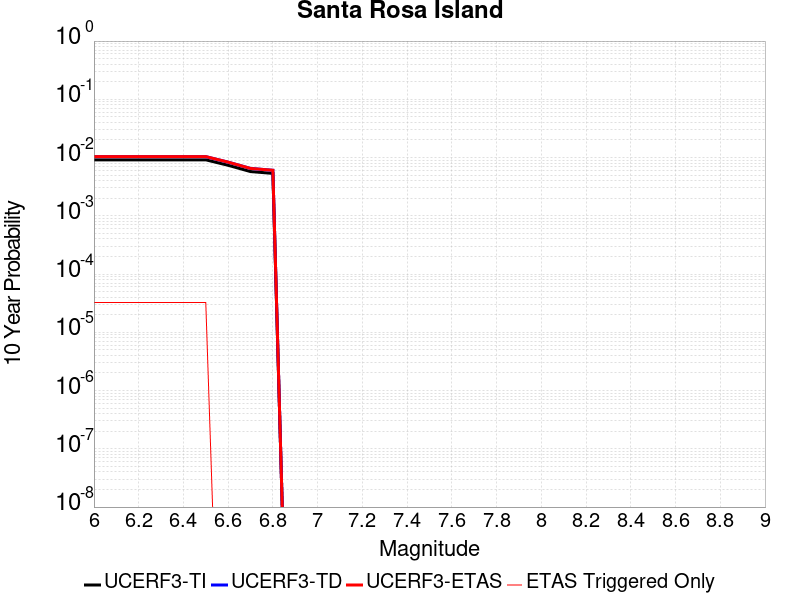 Santa Rosa Island
10^0
10^-1
10^-2
10^-3
10^-4
10^-5
10^-6
10^-7
10^-8
10 Year Probability
6 6.2 6.4 6.6 6.8 7 7.2 7.4 7.6 7.8 8 8.2 8.4 8.6 8.8 9
Magnitude
UCERF3-TI UCERF3-TD UCERF3-ETAS ETAS Triggered Only